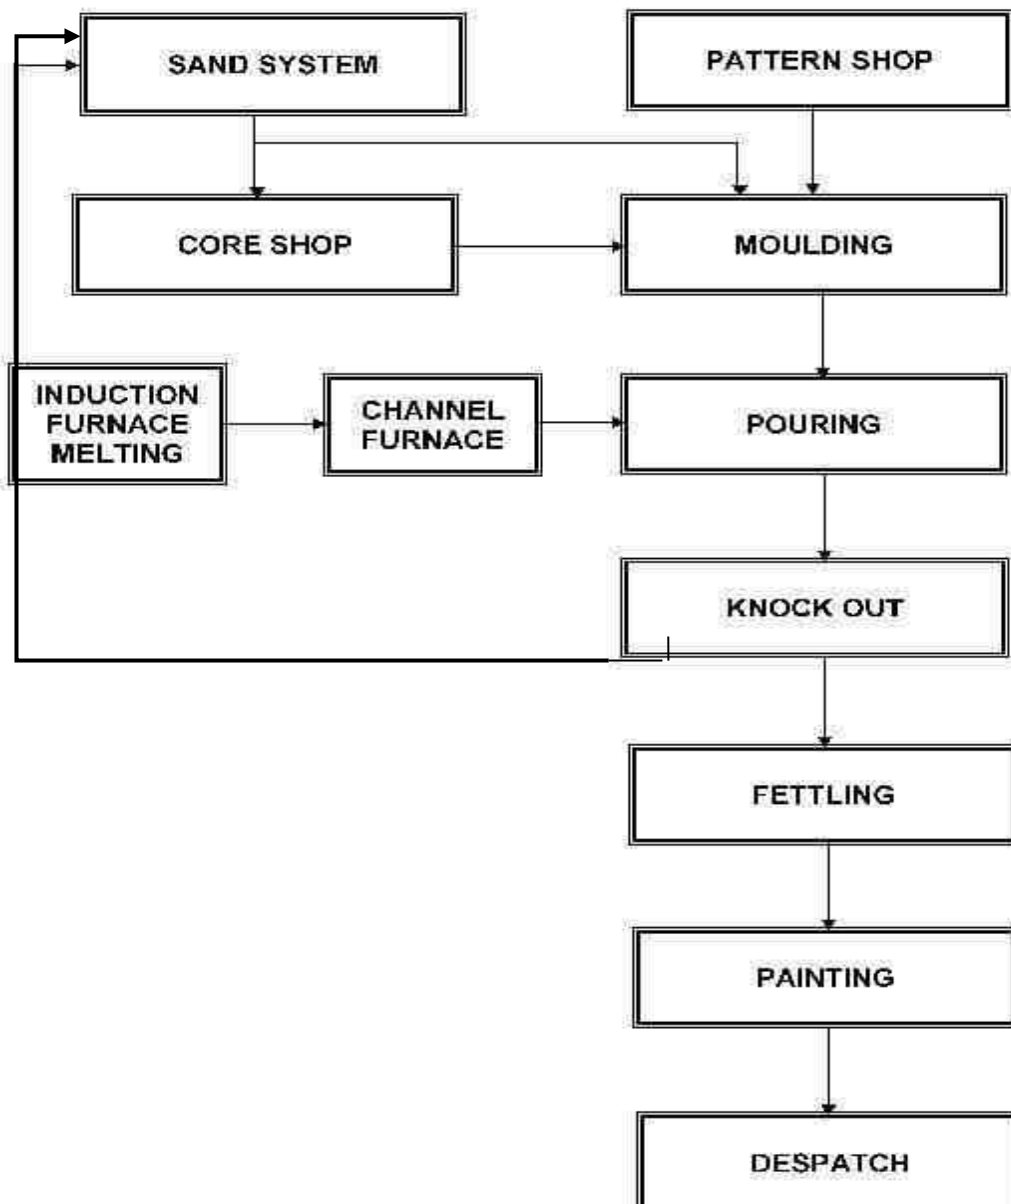 SAND SYSTEM
PATTERN SHOP
CORE SHOP
MOULDING
INDUCTION
FURNACE
MELTING
CHANNEL
FURNACE
POURING
KNOCK OUT
FETTLING
PAINTING
DESPATCH